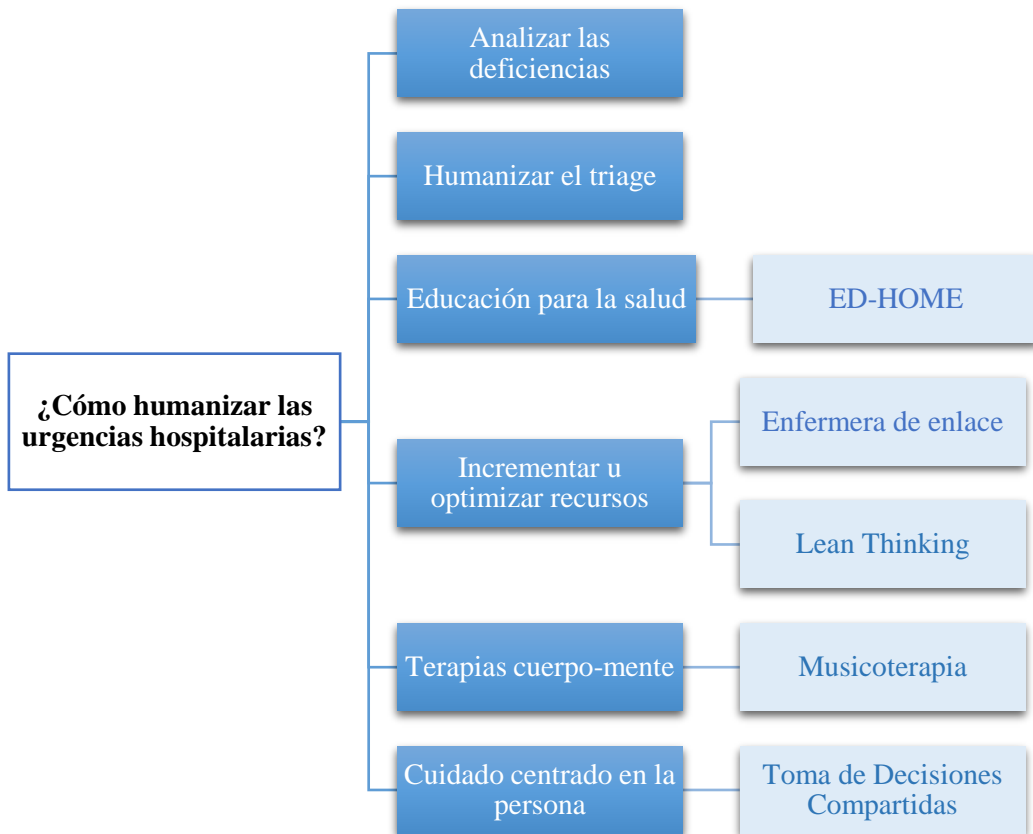 Analizar las
deficiencias
Humanizar el triage
Educación para la salud
ED-HOME
¿Cómo humanizar las
urgencias hospitalarias?
Incrementar u
optimizar recursos
Enfermera de enlace
Lean Thinking
Terapias cuerpo-mente
Musicoterapia
Cuidado centrado en la
persona
Toma de Decisiones
Compartidas